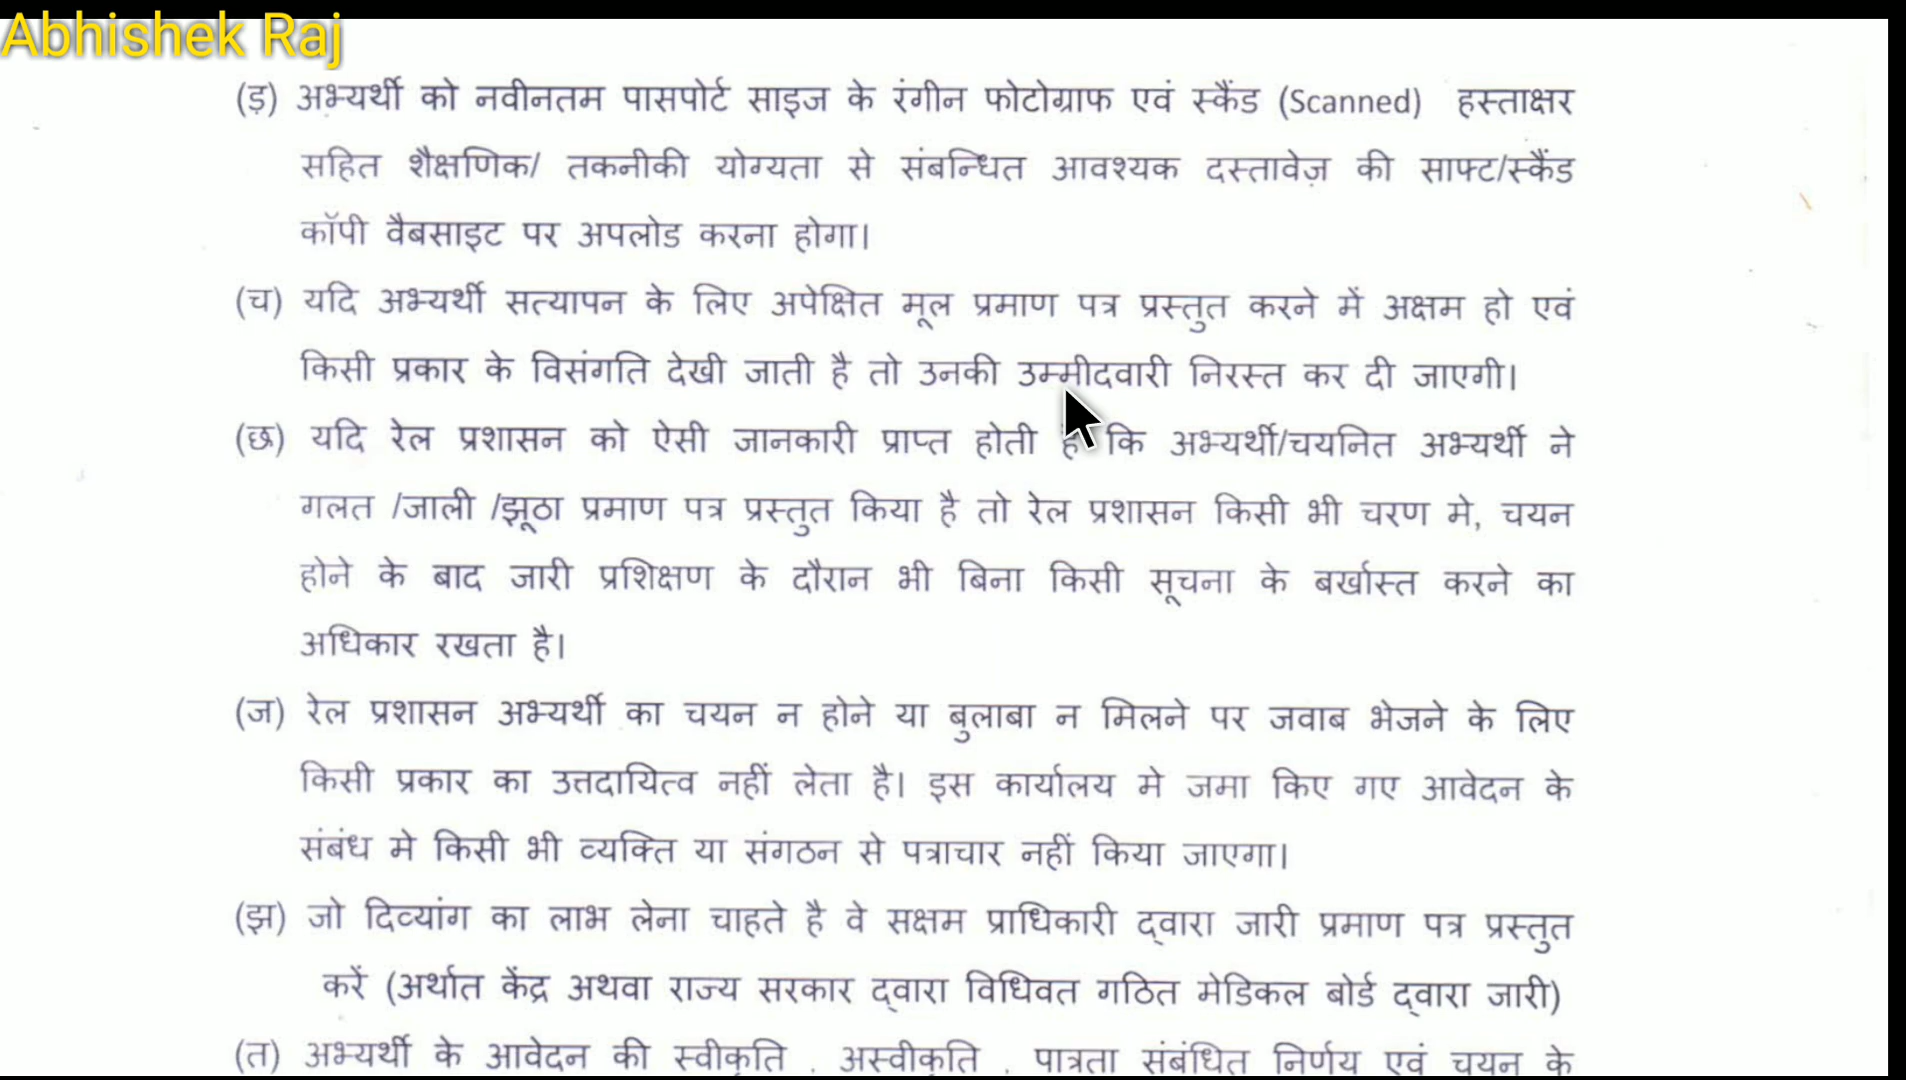 Abhishek Raj
(ड़) अभ्यर्थी को नवीनतम पासपोर्ट साइज के रंगीन फोटोग्राफ एवं स्कैंड (Scanned) हस्ताक्षर
सहित शैक्षणिक/ तकनीकी योग्यता से संबन्धित आवश्यक दस्तावेज़ की साफ्ट/स्कैंड
कॉपी वैबसाइट पर अपलोड करना होगा।
(च) यदि अभ्यर्थी सत्यापन के लिए अपेक्षित मूल प्रमाण पत्र प्रस्तुत करने में अक्षम हो एवं
किसी प्रकार के विसंगति देखी जाती है तो उनकी उम्मीदवारी निरस्त कर दी जाएगी।
(छ) यदि रेल प्रशासन को ऐसी जानकारी प्राप्त होती है कि अभ्यर्थी/चयनित अभ्यर्थी ने
गलत /जाली /झूठा प्रमाण पत्र प्रस्तुत किया है तो रेल प्रशासन किसी भी चरण मे, चयन
होने के बाद जारी प्रशिक्षण के दौरान भी बिना किसी सूचना के बर्खास्त करने का
अधिकार रखता है।
(ज) रेल प्रशासन अभ्यर्थी का चयन न होने या बुलाबा न मिलने पर जवाब भेजने के लिए
किसी प्रकार का उत्तदायित्व नहीं लेता है। इस कार्यालय मे जमा किए गए आवेदन के
संबंध मे किसी भी व्यक्ति या संगठन से पत्राचार नहीं किया जाएगा।
(झ) जो दिव्यांग का लाभ लेना चाहते है वे सक्षम प्राधिकारी द्वारा जारी प्रमाण पत्र प्रस्तुत
करें (अर्थात केंद्र अथवा राज्य सरकार द्वारा विधिवत गठित मेडिकल बोर्ड द्वारा जारी)
(त) अभ्यर्थी के आवेदन की स्वीकृति , अस्वीकृति , पात्रता संबंधित निर्णय एवं चयन के